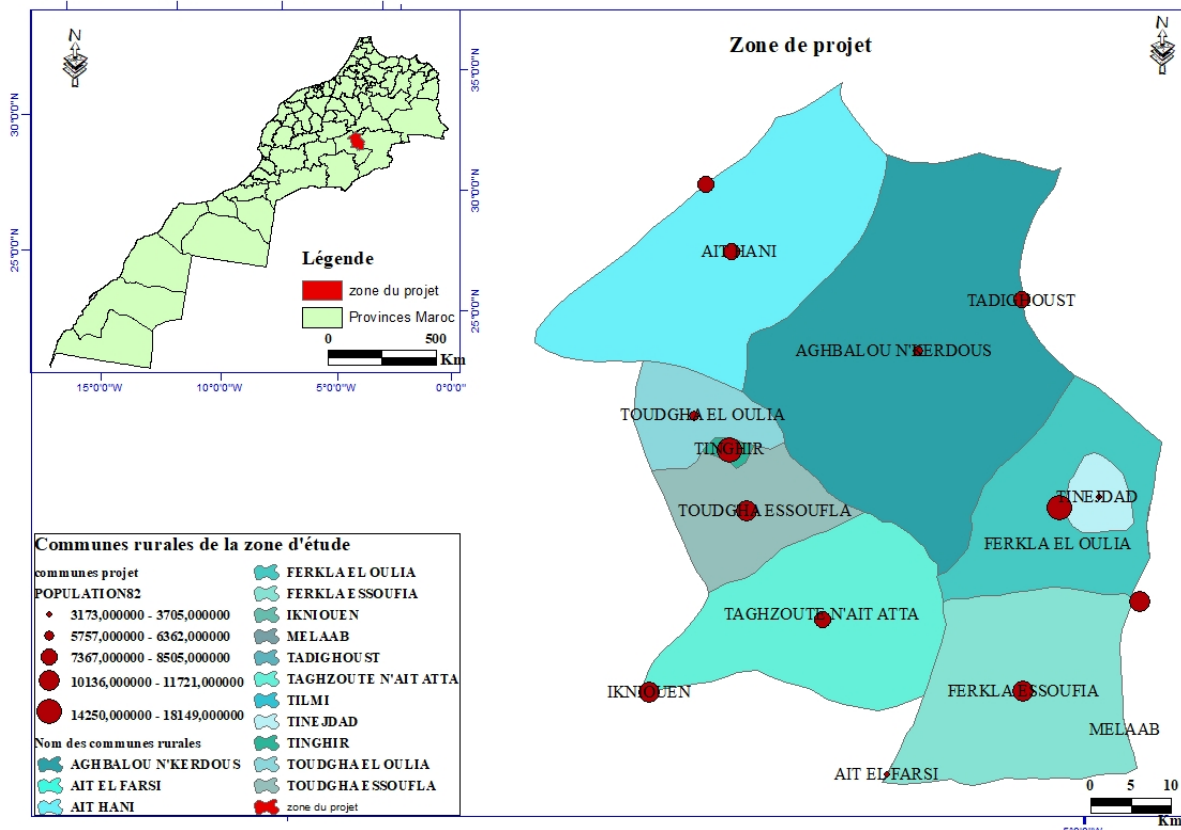 N
Zone de projet
N
35°0'0"N
30°0'0"N
30°0'0"N
25°0'0"N
25°0'0"N
Légende
zone du projet
Provinces Maroc
0 500
Km
15°0'0"W 10°0'0"W 5°0'0"W 0°0'0"
AIT HANI
TADIGHOUST
AGHBALOU N'KERDOUS
TOUDGHA EL OULIA
TINGHIR
TINEJDAD
TOUDGHA ESSOUFLA
FERKLA EL OULIA
TAGHZOUTE N'AIT ATTA
IKNIOUEN
FERKLA ESSOUFIA
MELAAB
AIT EL FARSI
0 5 10
Km
Communes rurales de la zone d'étude
communes projet
POPULATION82
3173,000000 - 3705,000000
5757,000000 - 6362,000000
7367,000000 - 8505,000000
10136,000000 - 11721,000000
14250,000000 - 18149,000000
Nom des communes rurales
AGHBALOU N'KERDOUS
AIT EL FARSI
AIT HANI
FERKLA EL OULIA
FERKLA ESSOUFIA
IKNIOUEN
MELAAB
TADIGHOUST
TAGHZOUTE N'AIT ATTA
TILMI
TINEJDAD
TINGHIR
TOUDGHA EL OULIA
TOUDGHA ESSOUFLA
zone du projet